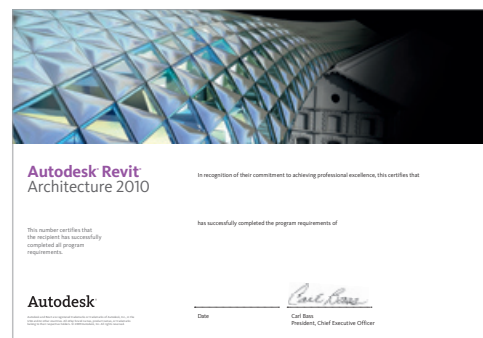 Autodesk® Revit®
Architecture 2010
In recognition of their commitment to achieving professional excellence, this certifies that
has successfully completed the program requirements of
This number certifies that
the recipient has successfully
completed all program
requirements.
Autodesk®
Carl Bass
Date
Carl Bass
President, Chief Executive Officer